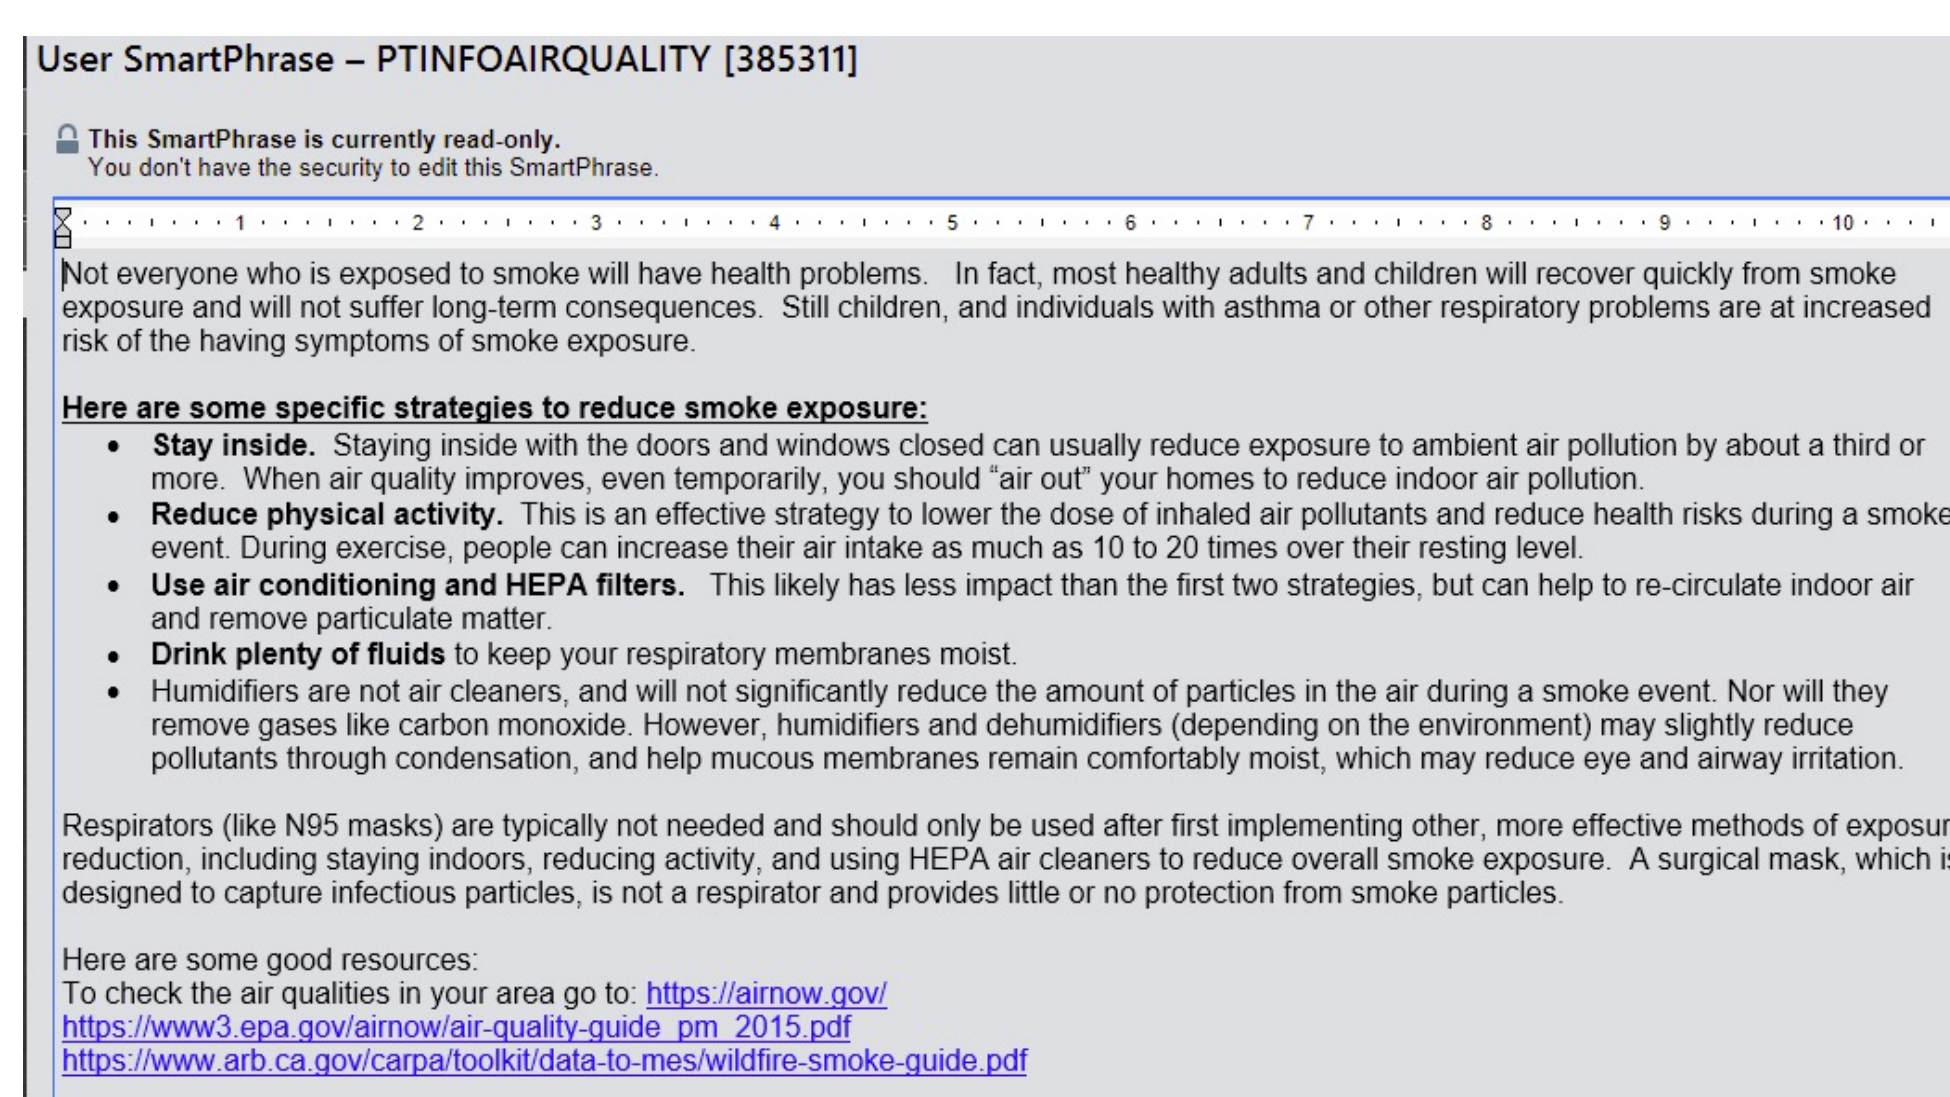 User SmartPhrase – PTINFOAIRQUALITY [385311]
This SmartPhrase is currently read-only.
You don't have the security to edit this SmartPhrase.
1 2 3 4 5 6 7 8 9 10
Not everyone who is exposed to smoke will have health problems. In fact, most healthy adults and children will recover quickly from smoke
exposure and will not suffer long-term consequences. Still children, and individuals with asthma or other respiratory problems are at increased
risk of the having symptoms of smoke exposure.
Here are some specific strategies to reduce smoke exposure:
• Stay inside. Staying inside with the doors and windows closed can usually reduce exposure to ambient air pollution by about a third or
more. When air quality improves, even temporarily, you should “air out” your homes to reduce indoor air pollution.
• Reduce physical activity. This is an effective strategy to lower the dose of inhaled air pollutants and reduce health risks during a smoke
event. During exercise, people can increase their air intake as much as 10 to 20 times over their resting level.
• Use air conditioning and HEPA filters. This likely has less impact than the first two strategies, but can help to re-circulate indoor air
and remove particulate matter.
• Drink plenty of fluids to keep your respiratory membranes moist.
• Humidifiers are not air cleaners, and will not significantly reduce the amount of particles in the air during a smoke event. Nor will they
remove gases like carbon monoxide. However, humidifiers and dehumidifiers (depending on the environment) may slightly reduce
pollutants through condensation, and help mucous membranes remain comfortably moist, which may reduce eye and airway irritation.
Respirators (like N95 masks) are typically not needed and should only be used after first implementing other, more effective methods of exposur
reduction, including staying indoors, reducing activity, and using HEPA air cleaners to reduce overall smoke exposure. A surgical mask, which is
designed to capture infectious particles, is not a respirator and provides little or no protection from smoke particles.
Here are some good resources:
To check the air qualities in your area go to: https://airnow.gov/
https://www3.epa.gov/airnow/air-quality-guide_pm_2015.pdf
https://www.arb.ca.gov/carpa/toolkit/data-to-mes/wildfire-smoke-guide.pdf